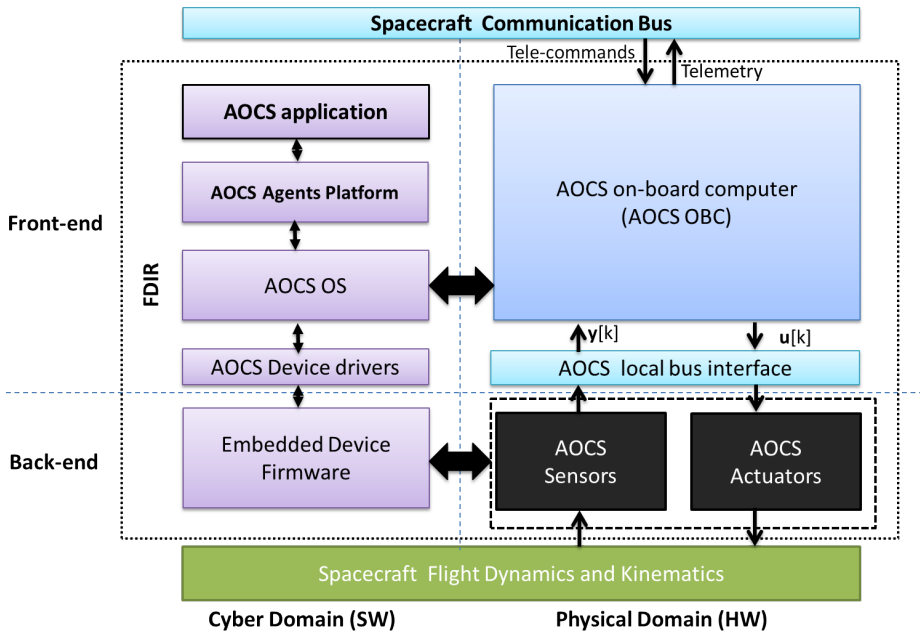 Spacecraft Communication Bus
Tele-commands
Telemetry
AOCS application
AOCS on-board computer
(AOCS OBC)
AOCS Agents Platform
Front-end
FDIR
AOCS OS
y[k]
u[k]
AOCS Device drivers
AOCS local bus interface
Back-end
Embedded Device
Firmware
AOCS
Sensors
AOCS
Actuators
Spacecraft Flight Dynamics and Kinematics
Cyber Domain (SW)
Physical Domain (HW)